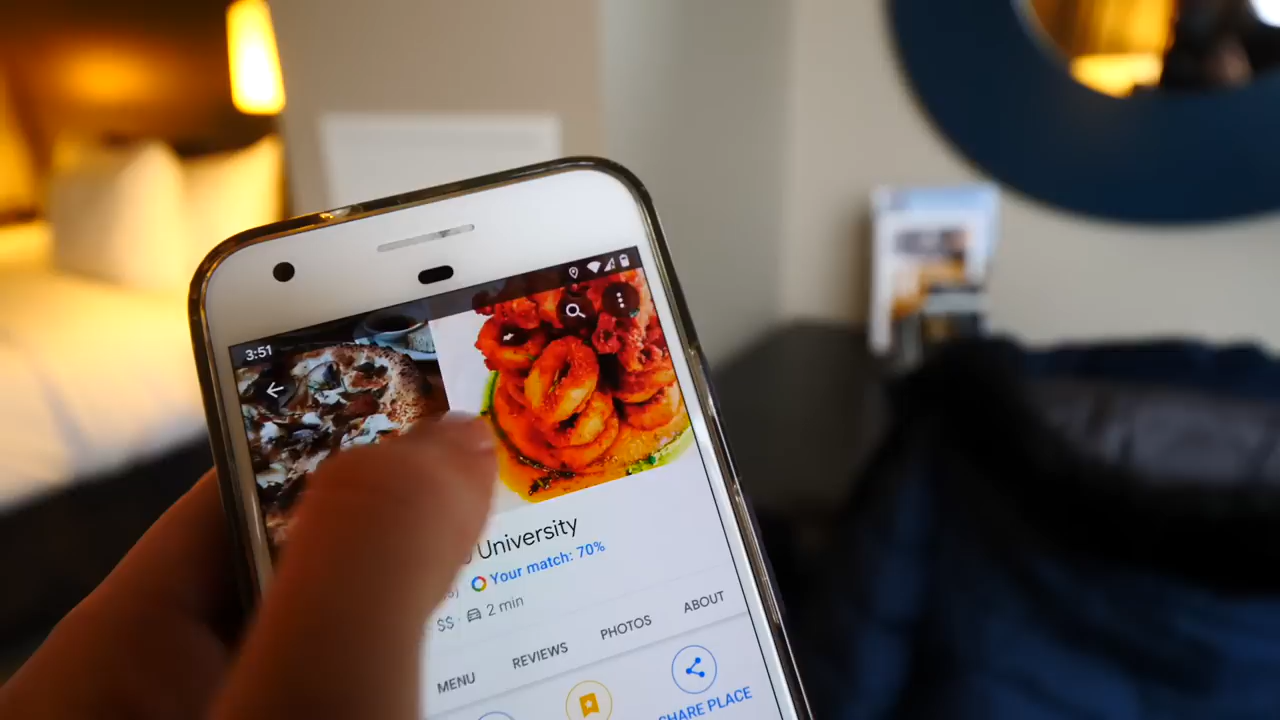 3:51
University
Your match: 70%
$$ · 2 min
MENU
REVIEWS
PHOTOS
ABOUT
SHARE PLACE